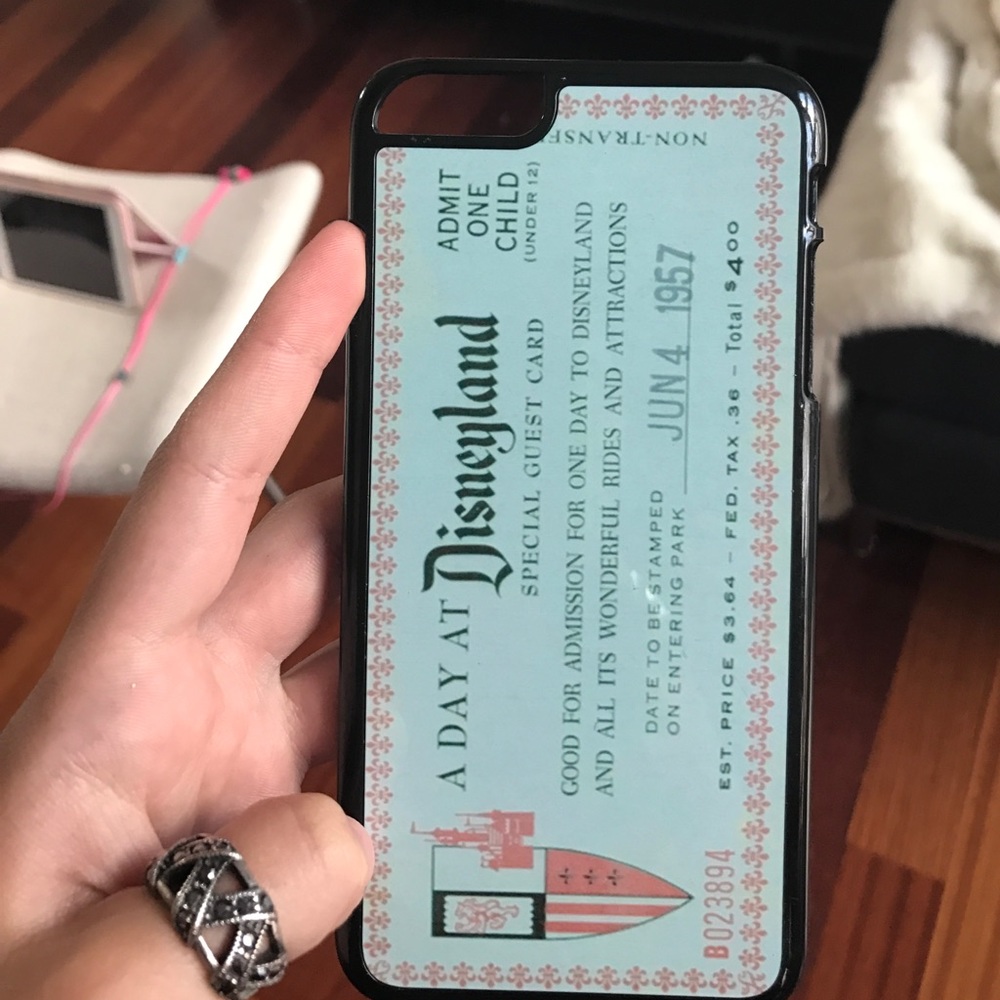 NON-TRANSF
A DAY AT Disneyland
ADMIT
ONE
CHILD
(UNDER 12)
SPECIAL GUEST CARD
GOOD FOR ADMISSION FOR ONE DAY TO DISNEYLAND
AND ALL ITS WONDERFUL RIDES AND ATTRACTIONS
DATE TO BE STAMPED
ON ENTERING PARK JUN 4 1957
EST. PRICE $3.64 – FED. TAX .36 – Total $4.00
B023894